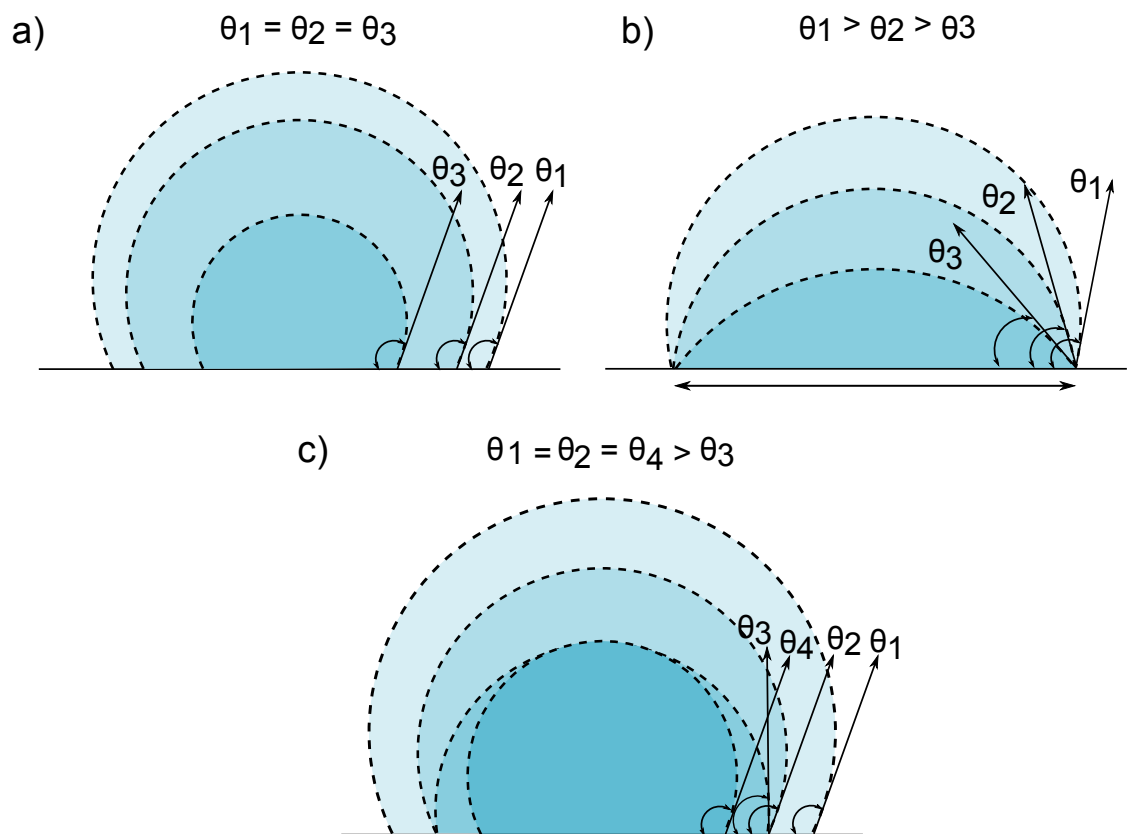 a)
θ1 = θ2 = θ3
θ3 θ2 θ1
b)
θ1 > θ2 > θ3
θ1
θ2
θ3
c)
θ1 = θ2 = θ4 > θ3
θ3 θ4 θ2 θ1